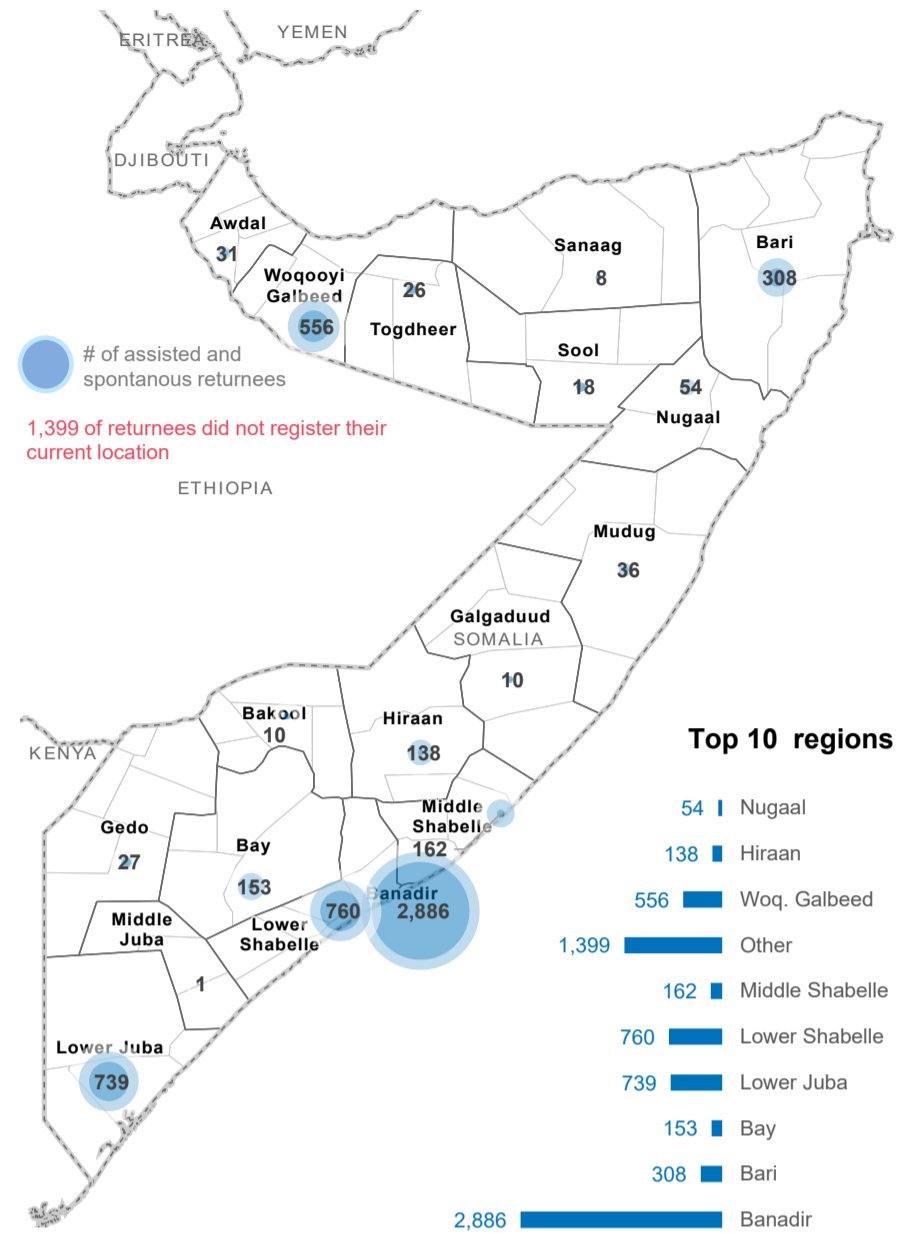 ERITREA
YEMEN
DJIBOUTI
Awdal
31
Woqooyi
Galbeed
556
26
Togdheer
Sanaag
8
Bari
308
Sool
18
54
Nugaal
# of assisted and
spontanous returnees
1,399 of returnees did not register their
current location
ETHIOPIA
Mudug
36
Galgaduud
SOMALIA
10
Bakool
10
Hiraan
138
KENYA
Gedo
27
Bay
153
Middle
Shabelle
162
Banadir
2,886
760
Lower
Shabelle
Middle
Juba
1
Lower Juba
739
Top 10 regions
54 Nugaal
138 Hiraan
556 Woq. Galbeed
1,399 Other
162 Middle Shabelle
760 Lower Shabelle
739 Lower Juba
153 Bay
308 Bari
2,886 Banadir